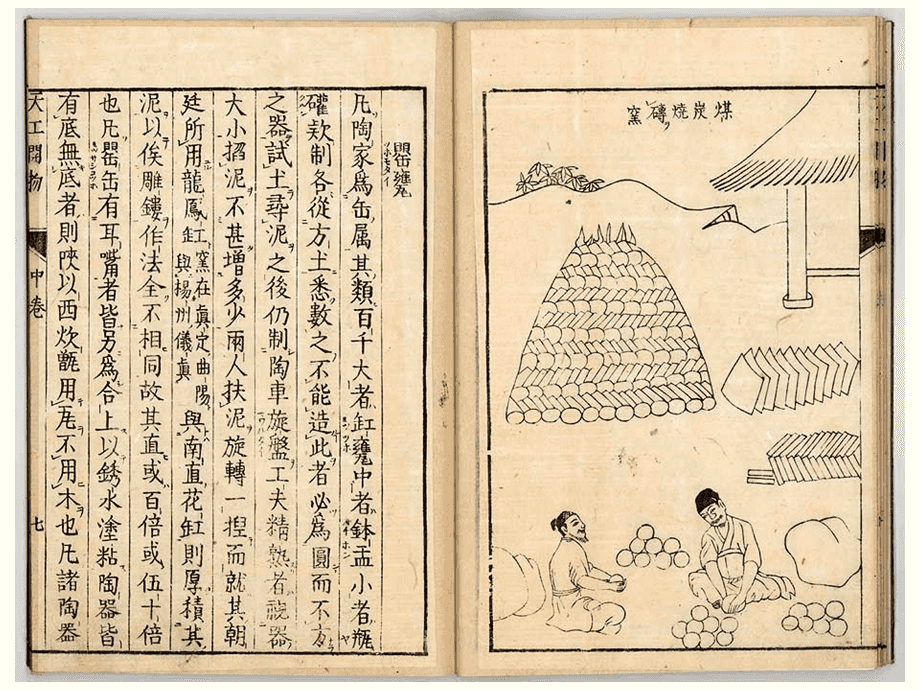 煤炭焼磚窯
罌甕
凡陶家爲缶屬其類百千大者缸甕中者鉢盂小者瓶
罐欵制各從方土悉數之不能造此者必爲圓而不方
之器試土尋泥之後仍制陶車旋盤工夫精熟者視器
大小掐泥不甚增多少兩人扶泥旋轉一揑而就其朝
廷所用龍鳳缸窯在眞定曲陽與楊州儀眞與南直花缸則厚積其
泥以俟雕鏤作法全不相同故其直或百倍或伍十倍
也凡罌缶有耳嘴者皆另爲合上以銹水塗粘陶器皆
有底無底者則陜以西炊甑用瓦不用木也凡諸陶器
天工開物 中卷 七